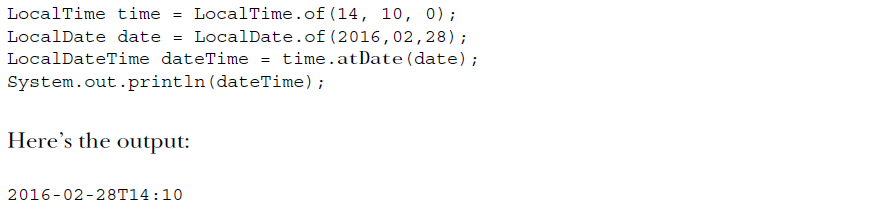 LocalTime time = LocalTime.of(14, 10, 0);
LocalDate date = LocalDate.of(2016,02,28);
LocalDateTime dateTime = time.atDate(date);
System.out.println(dateTime);
Here’s the output:
2016-02-28T14:10